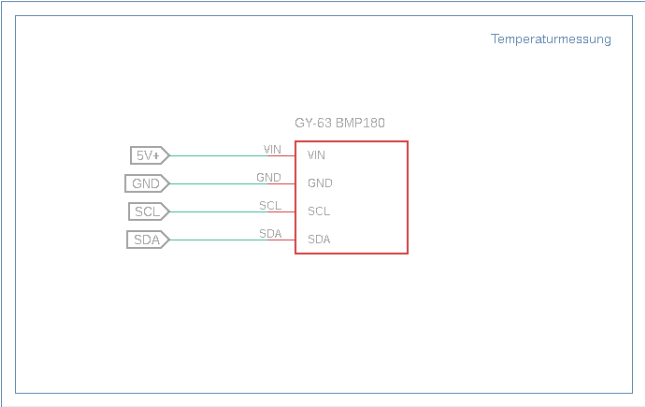 Temperaturmessung
GY-63 BMP180
5V+ VIN VIN
GND GND GND
SCL SCL SCL
SDA SDA SDA